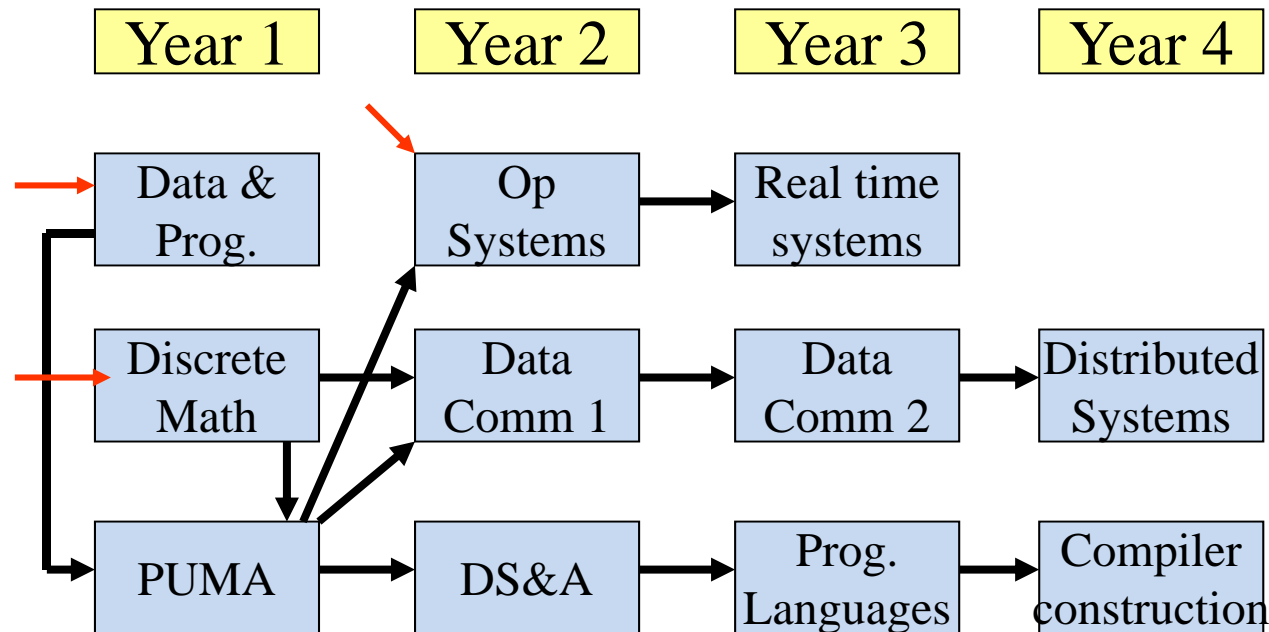 Year 1
Year 2
Year 3
Year 4
Data &
Prog.
Op
Systems
Real time
systems
Discrete
Math
Data
Comm 1
Data
Comm 2
Distributed
Systems
PUMA
DS&A
Prog.
Languages
Compiler
construction